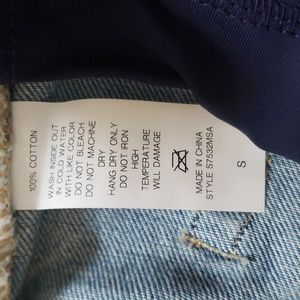 100% COTTON
WASH INSIDE OUT
IN COLD WATER
WITH LIKE COLOR
DO NOT BLEACH
DO NOT MACHINE
DRY
HANG DRY ONLY
DO NOT IRON
HIGH
TEMPERATURE
WILL DAMAGE
MADE IN CHINA
STYLE S7532MSA
S